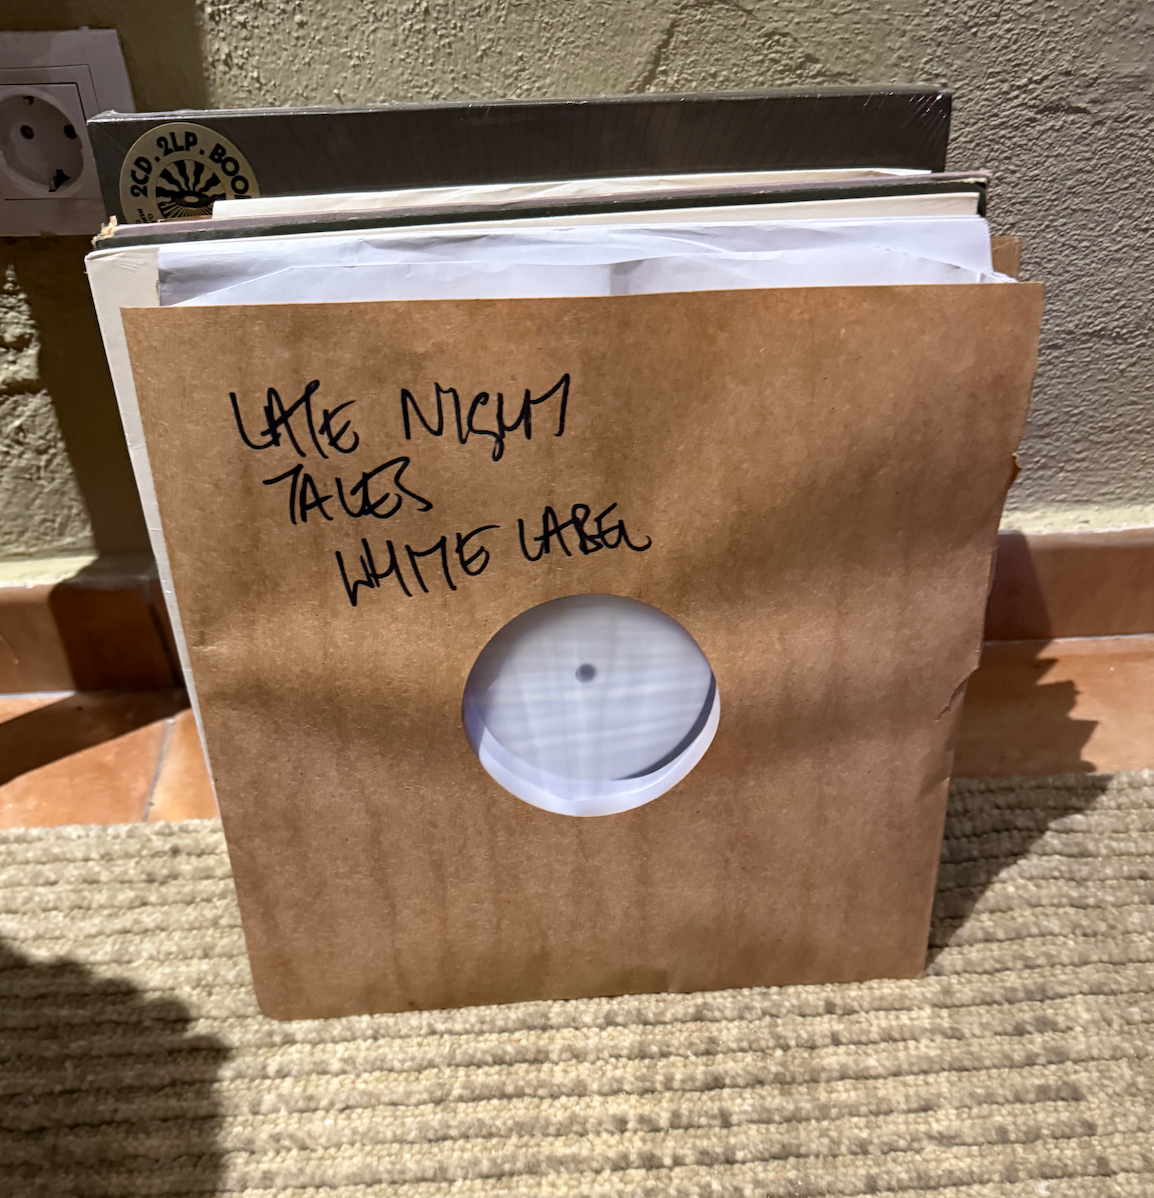 2CD. 2LP. BOO
LATE NIGHT
TALES
WHITE LABEL